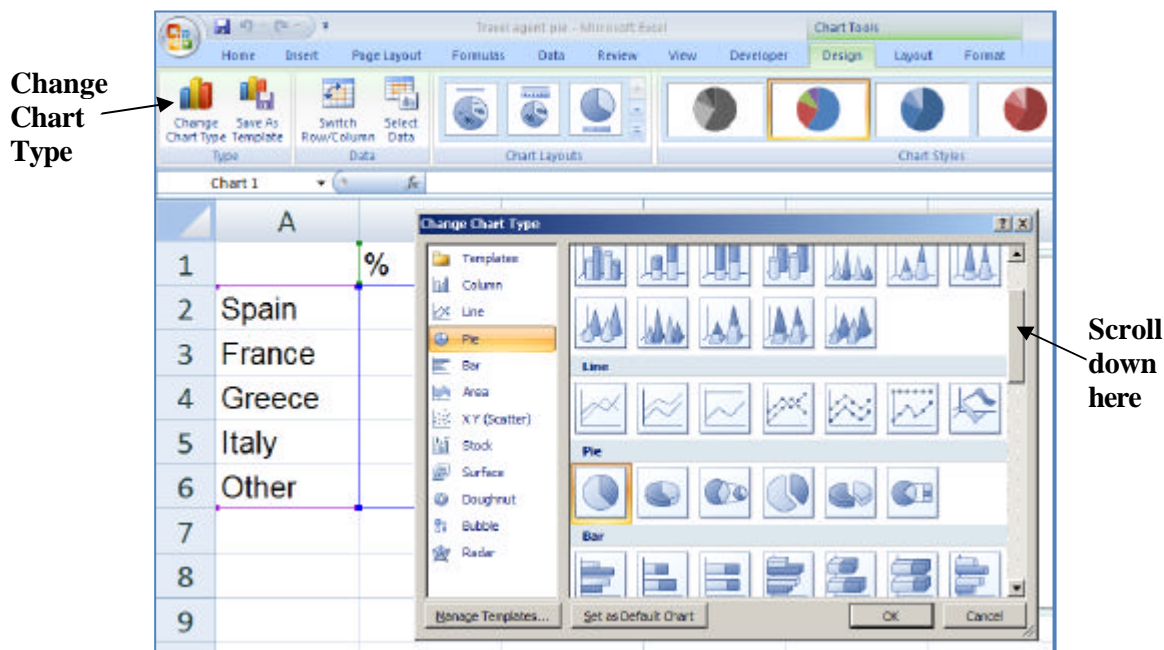 Travel agent pie - Microsoft Excel
Chart Tools
Home Insert Page Layout Formulas Data Review View Developer Design Layout Format
Change
Chart
Type
Change Chart Type
Save As Template
Switch Row/Column
Select Data
Type
Data
Chart Layouts
Chart Styles
Chart 1
fx
A
1 %
2 Spain
3 France
4 Greece
5 Italy
6 Other
7
8
9
Change Chart Type
Templates
Column
Line
Pie
Bar
Area
X Y (Scatter)
Stock
Surface
Doughnut
Bubble
Radar
Line
Pie
Bar
Manage Templates...
Set as Default Chart
OK
Cancel
Scroll
down
here